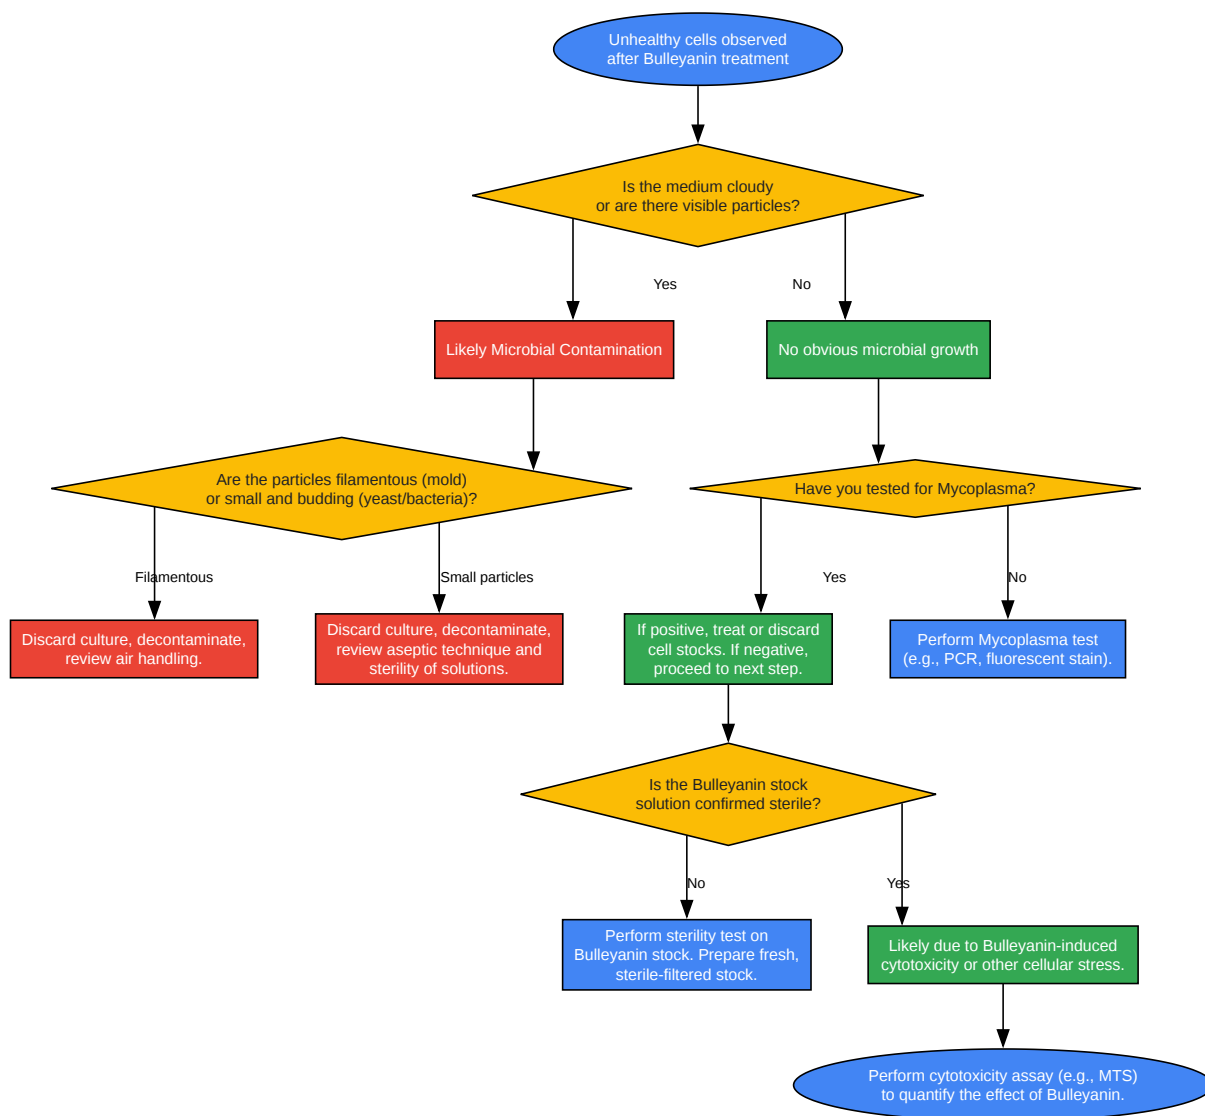 Unhealthy cells observed
after Bulleyanin treatment
Is the medium cloudy
or are there visible particles?
Yes
No
Likely Microbial Contamination
No obvious microbial growth
Are the particles filamentous (mold)
or small and budding (yeast/bacteria)?
Have you tested for Mycoplasma?
Filamentous
Small particles
Yes
No
Discard culture, decontaminate,
review air handling.
Discard culture, decontaminate,
review aseptic technique and
sterility of solutions.
If positive, treat or discard
cell stocks. If negative,
proceed to next step.
Perform Mycoplasma test
(e.g., PCR, fluorescent stain).
Is the Bulleyanin stock
solution confirmed sterile?
No
Yes
Perform sterility test on
Bulleyanin stock. Prepare fresh,
sterile-filtered stock.
Likely due to Bulleyanin-induced
cytotoxicity or other cellular stress.
Perform cytotoxicity assay (e.g., MTS)
to quantify the effect of Bulleyanin.